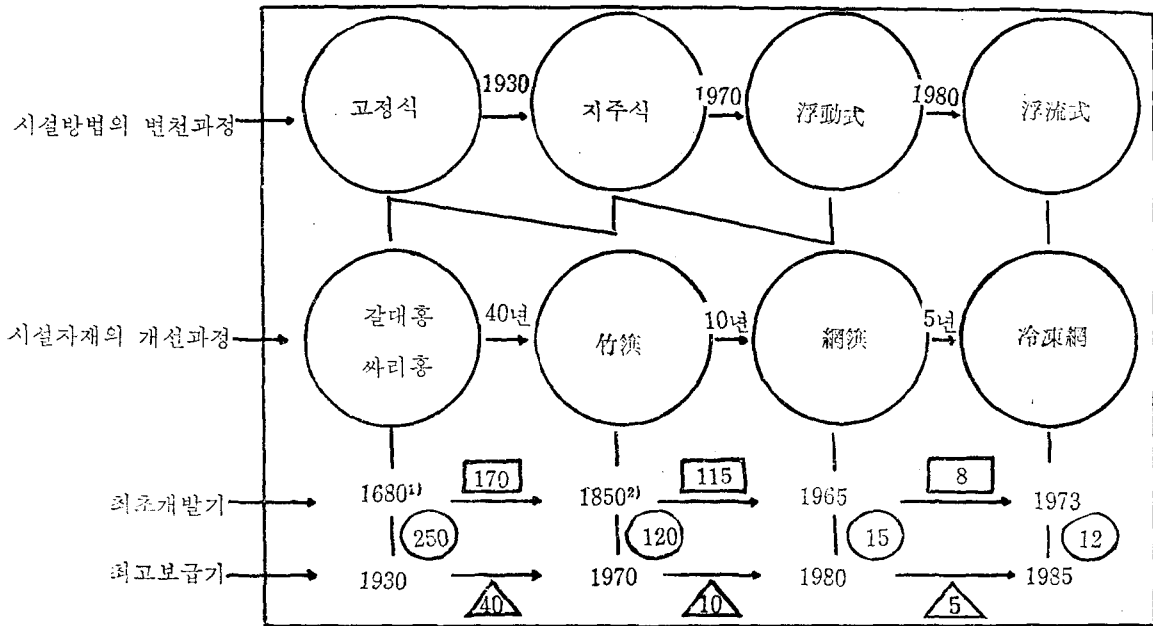 1930 1970 1980
시설방법의 변천과정 고정식 지주식 浮動式 浮流式
갈대홍 40년 10년 5년
시설자재의 개선과정 竹篊 網篊 冷凍網
싸리홍
170 115 8
최초개발기 1680¹⁾ 1850²⁾ 1965 1973
250 120 15 12
최고보급기 1930 1970 1980 1985
40 10 5